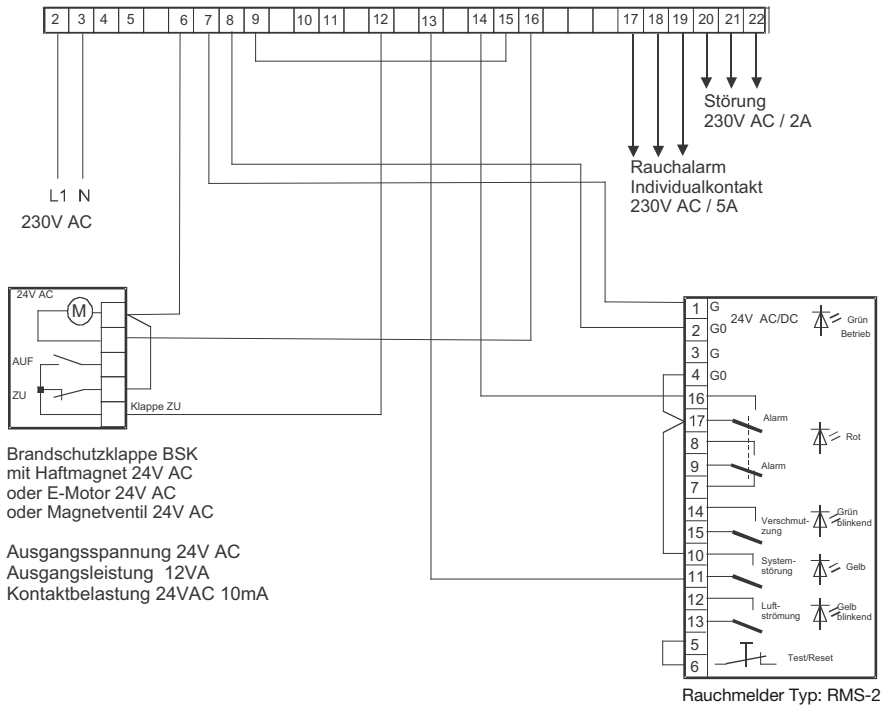 2 3 4 5 6 7 8 9 10 11 12 13 14 15 16 17 18 19 20 21 22
Störung
230V AC / 2A
Rauchalarm
Individualkontakt
230V AC / 5A
L1 N
230V AC
24V AC
M
AUF
ZU
Klappe ZU
Brandschutzklappe BSK
mit Haftmagnet 24V AC
oder E-Motor 24V AC
oder Magnetventil 24V AC
Ausgangsspannung 24V AC
Ausgangsleistung 12VA
Kontaktbelastung 24VAC 10mA
1 G
24V AC/DC
Grün
2 G0
Betrieb
3 G
4 G0
16
17 Alarm
8
Rot
9 Alarm
7
14
Grün
Verschmut-
blinkend
15 zung
10
System-
störung
Gelb
11
12
Luft-
Gelb
strömung
blinkend
13
5
6 Test/Reset
Rauchmelder Typ: RMS-2